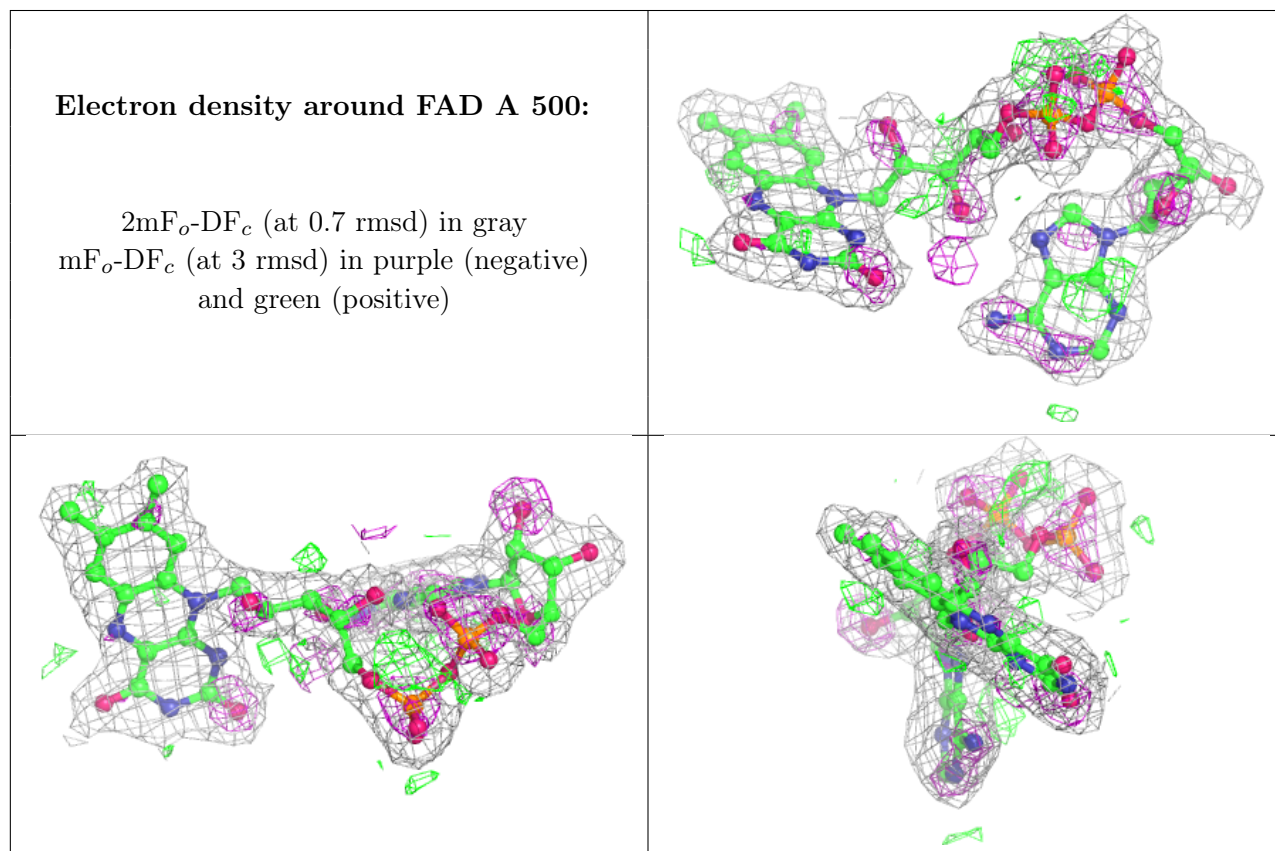 Electron density around FAD A 500:
2mFo-DFc (at 0.7 rmsd) in gray
mFo-DFc (at 3 rmsd) in purple (negative)
and green (positive)